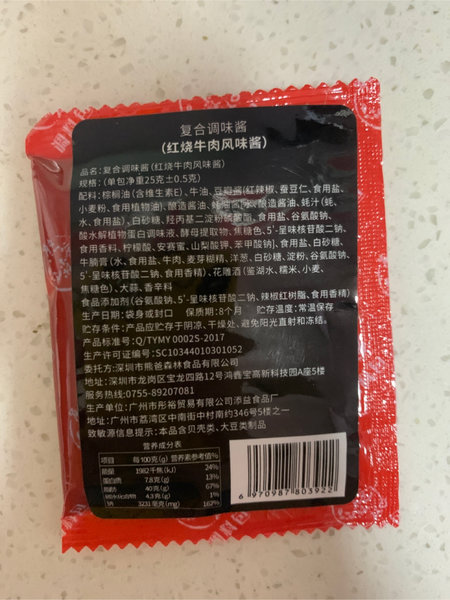 复合调味酱
(红烧牛肉风味酱)
品名:复合调味酱(红烧牛肉风味酱)
规格:(单包净重25克±0.5克)
配料:棕榈油(含维生素E)、牛油、豆瓣酱(红辣椒、蚕豆仁、食用盐、
小麦粉、食用植物油)、酿造酱油、蚝油(水、酿造酱油、蚝汁(蚝、
水、食用盐)、白砂糖、羟丙基二淀粉磷酸酯、食用盐、谷氨酸钠、
酸水解植物蛋白调味液、酵母提取物、焦糖色、5'-呈味核苷酸二钠、
食用香料、柠檬酸、安赛蜜、山梨酸钾、苯甲酸钠)、食用盐、白砂糖、
牛腩膏(水、食用盐、牛肉、麦芽糊精、洋葱、白砂糖、淀粉、谷氨酸钠、
5'-呈味核苷酸二钠、食用香精)、花雕酒(鉴湖水、糯米、小麦、
焦糖色)、大蒜、香辛料
食品添加剂(谷氨酸钠、5'-呈味核苷酸二钠、辣椒红树脂、食用香精)
生产日期:袋身或封口 保质期:8个月 贮存温度:常温保存
贮存条件:产品应贮存于阴凉、干燥处、避免阳光直射和冻结。
产品标准号:Q/TYMY 0002S-2017
生产许可证编号:SC10344010301052
委托方:深圳市熊爸森林食品有限公司
地址:深圳市龙岗区宝龙四路12号鸿鑫宝高新科技园A座5楼
服务热线:0755-89207081
生产单位:广州市彤裕贸易有限公司添益食品厂
地址:广州市荔湾区中南街中村南约346号5楼之一
致敏源信息提示:本品含贝壳类、大豆类制品
营养成分表
项目 每100克(g) 营养素参考值%
能量 1982千焦(kJ) 24%
蛋白质 7.8克(g) 13%
脂肪 40克(g) 67%
碳水化合物 4.3克(g) 1%
钠 3231毫克(mg) 162%
6970987803922